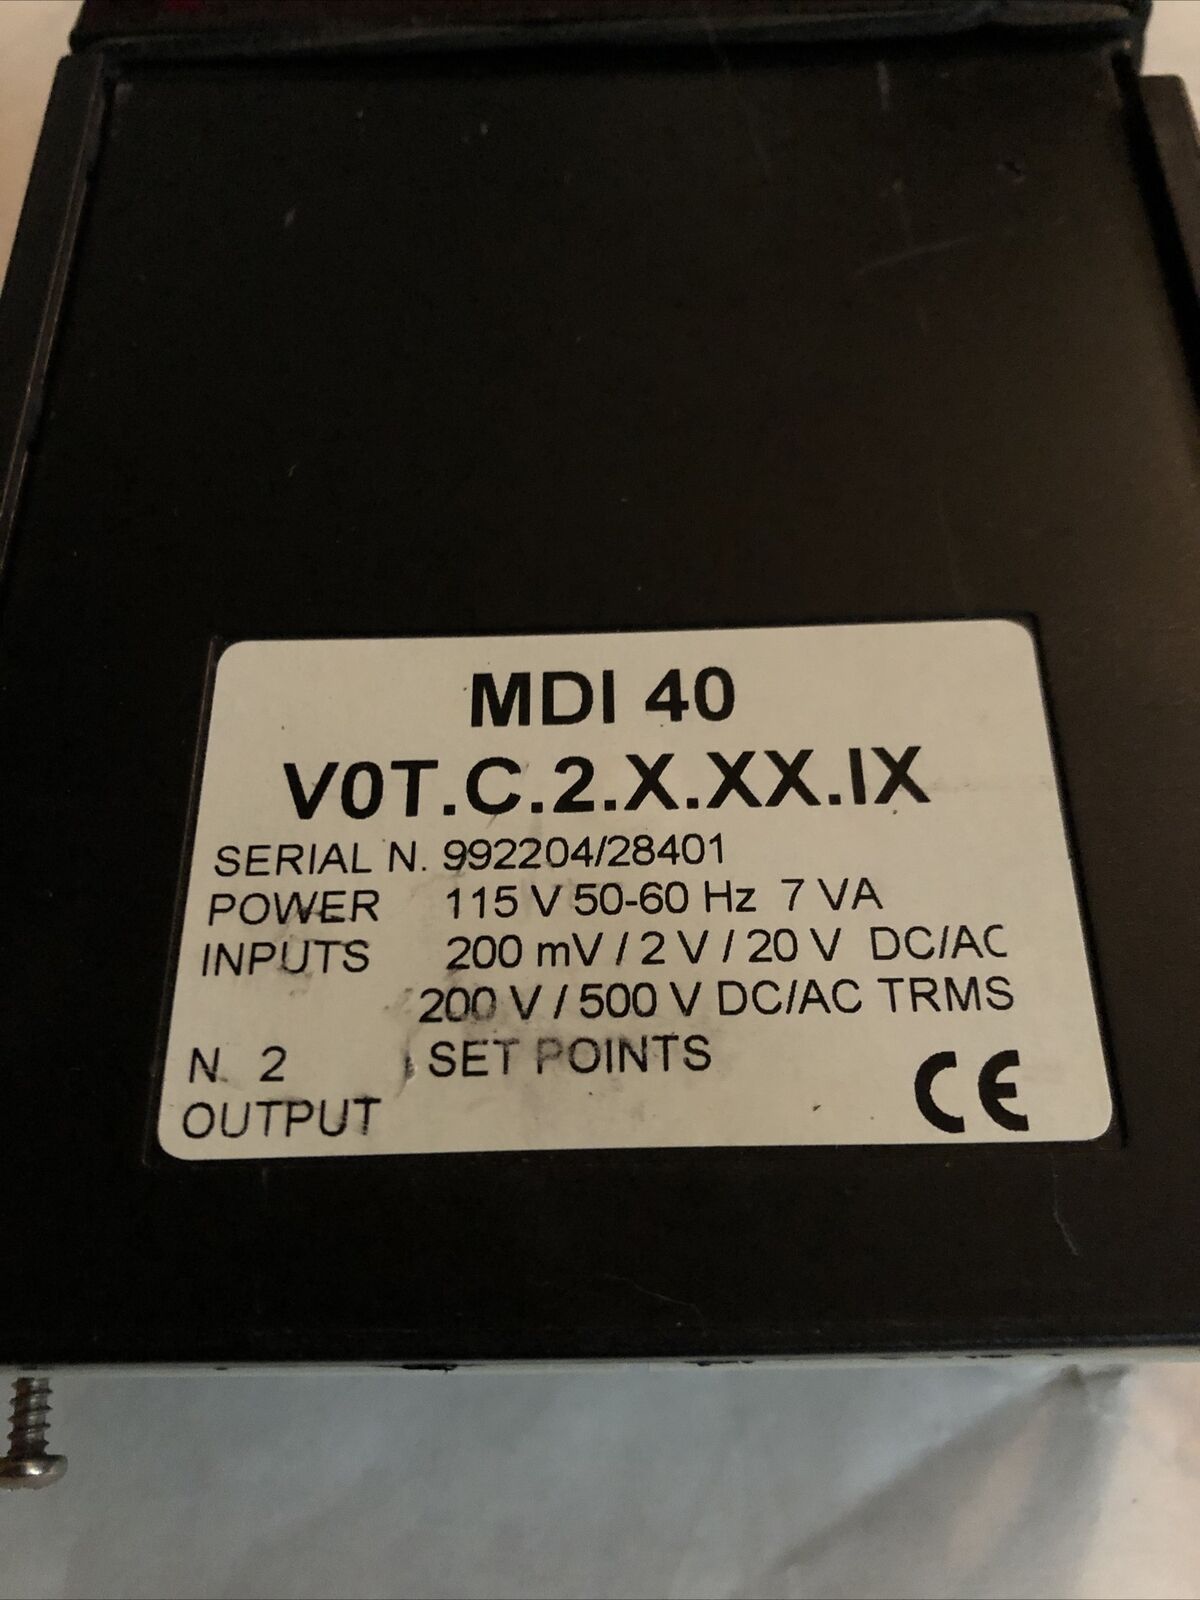 MDI 40
V0T.C.2.X.XX.IX
SERIAL N. 992204/28401
POWER 115 V 50-60 Hz 7 VA
INPUTS 200 mV / 2 V / 20 V DC/AC
200 V / 500 V DC/AC TRMS
N. 2 SET POINTS
OUTPUT CE